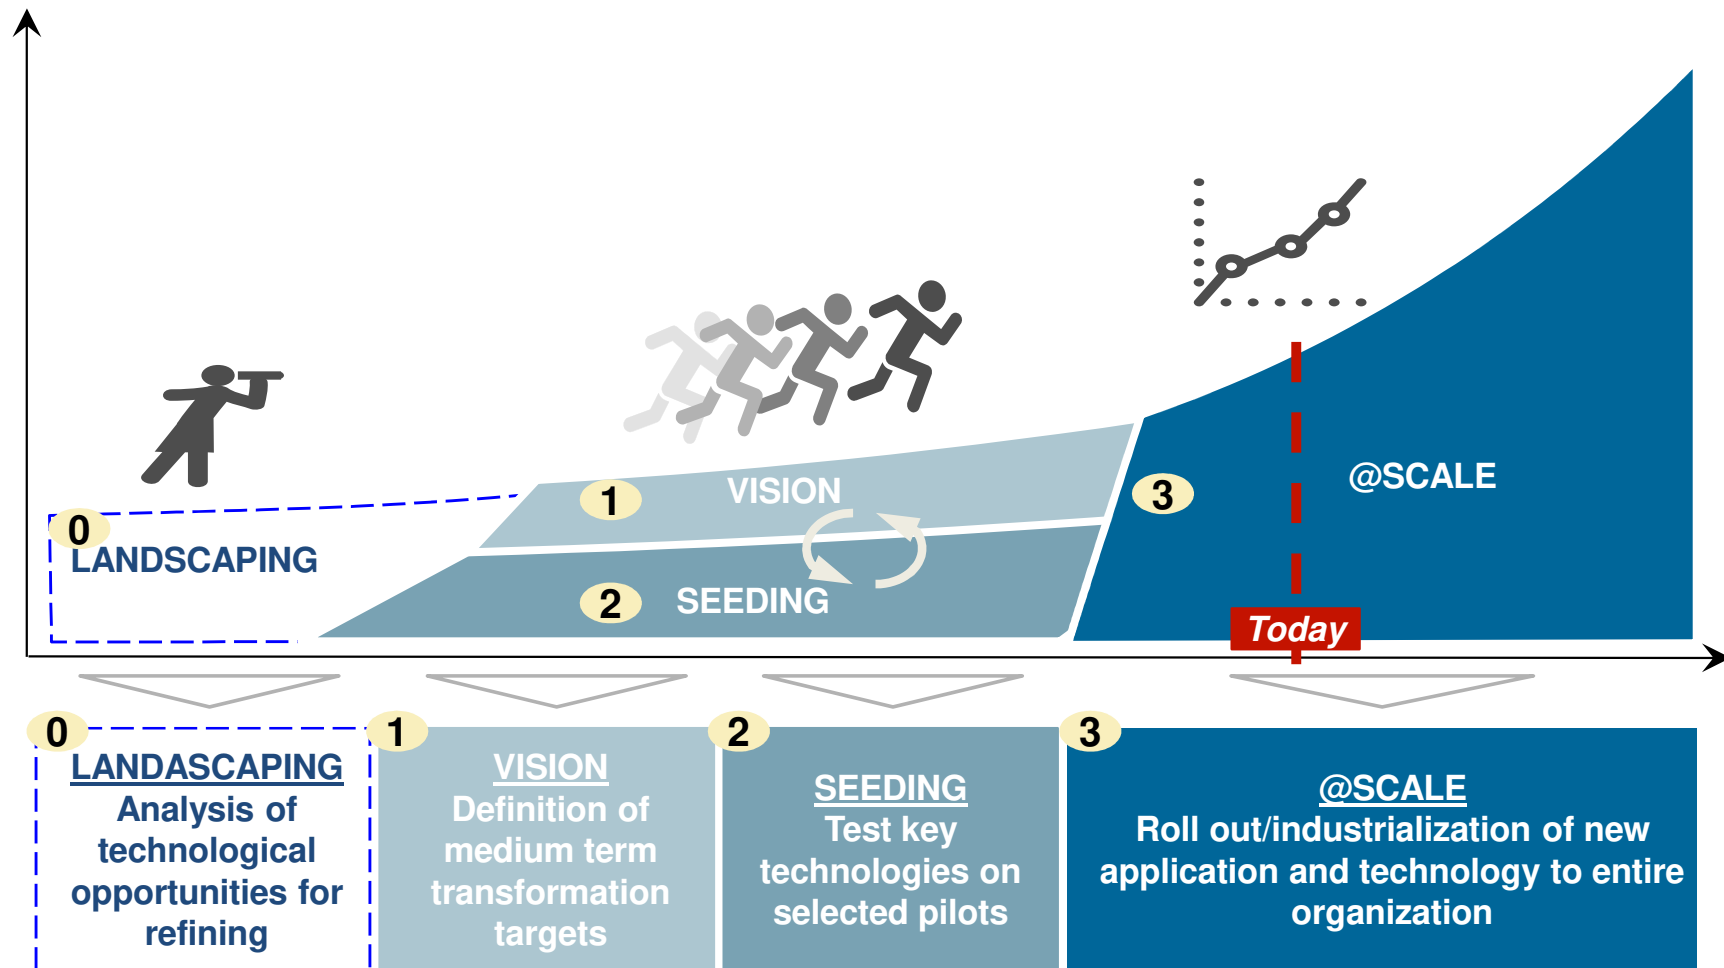 1
VISION
3
@SCALE
0
LANDSCAPING
2
SEEDING
Today
0
LANDASCAPING
Analysis of
technological
opportunities for
refining
1
VISION
Definition of
medium term
transformation
targets
2
SEEDING
Test key
technologies on
selected pilots
3
@SCALE
Roll out/industrialization of new
application and technology to entire
organization